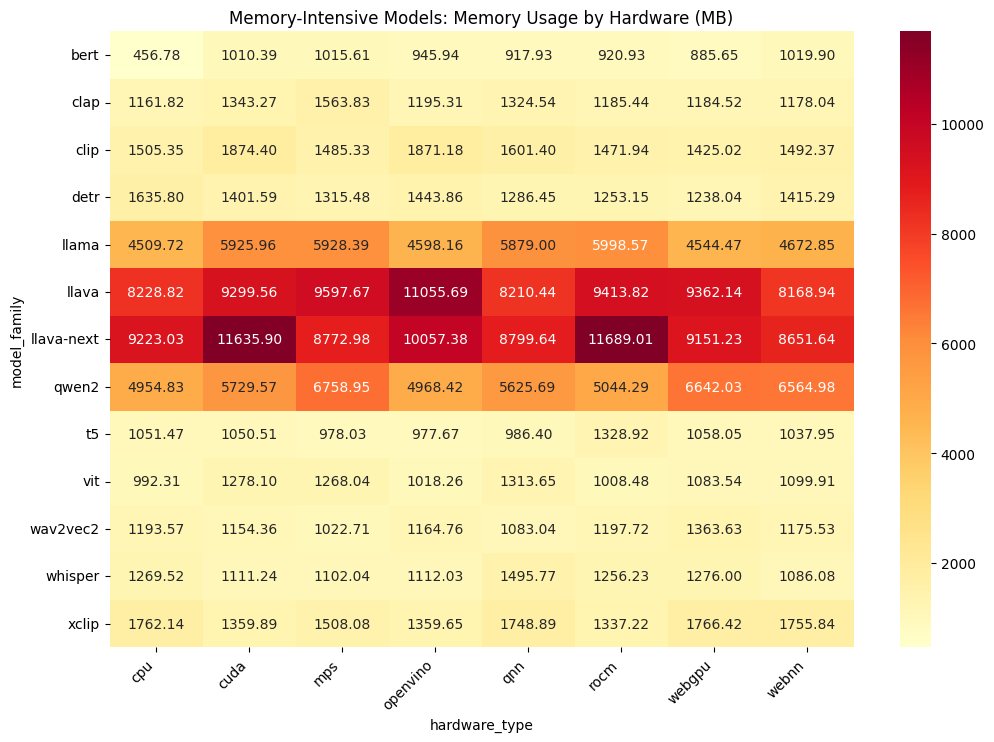 Memory-Intensive Models: Memory Usage by Hardware (MB)
bert 456.78 1010.39 1015.61 945.94 917.93 920.93 885.65 1019.90
clap 1161.82 1343.27 1563.83 1195.31 1324.54 1185.44 1184.52 1178.04
clip 1505.35 1874.40 1485.33 1871.18 1601.40 1471.94 1425.02 1492.37
detr 1635.80 1401.59 1315.48 1443.86 1286.45 1253.15 1238.04 1415.29
llama 4509.72 5925.96 5928.39 4598.16 5879.00 5998.57 4544.47 4672.85
llava 8228.82 9299.56 9597.67 11055.69 8210.44 9413.82 9362.14 8168.94
llava-next 9223.03 11635.90 8772.98 10057.38 8799.64 11689.01 9151.23 8651.64
qwen2 4954.83 5729.57 6758.95 4968.42 5625.69 5044.29 6642.03 6564.98
t5 1051.47 1050.51 978.03 977.67 986.40 1328.92 1058.05 1037.95
vit 992.31 1278.10 1268.04 1018.26 1313.65 1008.48 1083.54 1099.91
wav2vec2 1193.57 1154.36 1022.71 1164.76 1083.04 1197.72 1363.63 1175.53
whisper 1269.52 1111.24 1102.04 1112.03 1495.77 1256.23 1276.00 1086.08
xclip 1762.14 1359.89 1508.08 1359.65 1748.89 1337.22 1766.42 1755.84
cpu cuda mps openvino qnn rocm webgpu webnn
hardware_type
model_family
10000
8000
6000
4000
2000